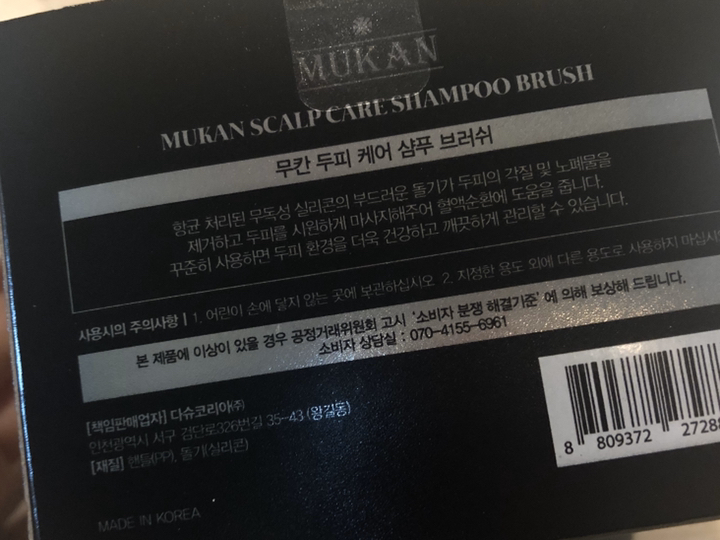 MUKAN
MUKAN SCALP CARE SHAMPOO BRUSH
무칸 두피 케어 샴푸 브러쉬
항균 처리된 무독성 실리콘의 부드러운 돌기가 두피의 각질 및 노폐물을
제거하고 두피를 시원하게 마사지해주어 혈액순환에 도움을 줍니다.
꾸준히 사용하면 두피 환경을 더욱 건강하고 깨끗하게 관리할 수 있습니다.
사용시의 주의사항 | 1. 어린이 손에 닿지 않는 곳에 보관하십시오 2. 지정한 용도 외에 다른 용도로 사용하지 마십시
본 제품에 이상이 있을 경우 공정거래위원회 고시 '소비자 분쟁 해결기준' 에 의해 보상해 드립니다.
소비자 상담실 : 070-4155-6961
[책임판매업자] 다슈코리아㈜
인천광역시 서구 검단로326번길 35-43 (왕길동)
[재질] 핸들(PP), 돌기(실리콘)
MADE IN KOREA
8 809372 27288